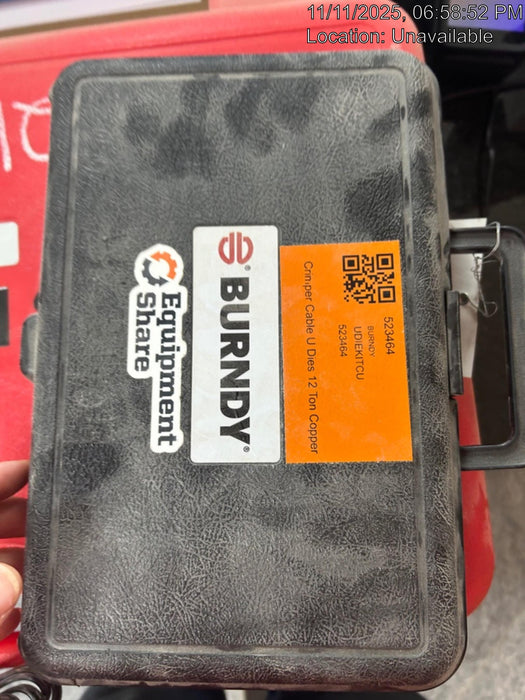 11/11/2025, 06:58:52 PM
Location: Unavailable
Equipment
Share
BURNDY®
523464
BURNDY
UDIEKITCU
523464
Crimper Cable U Dies 12 Ton Copper